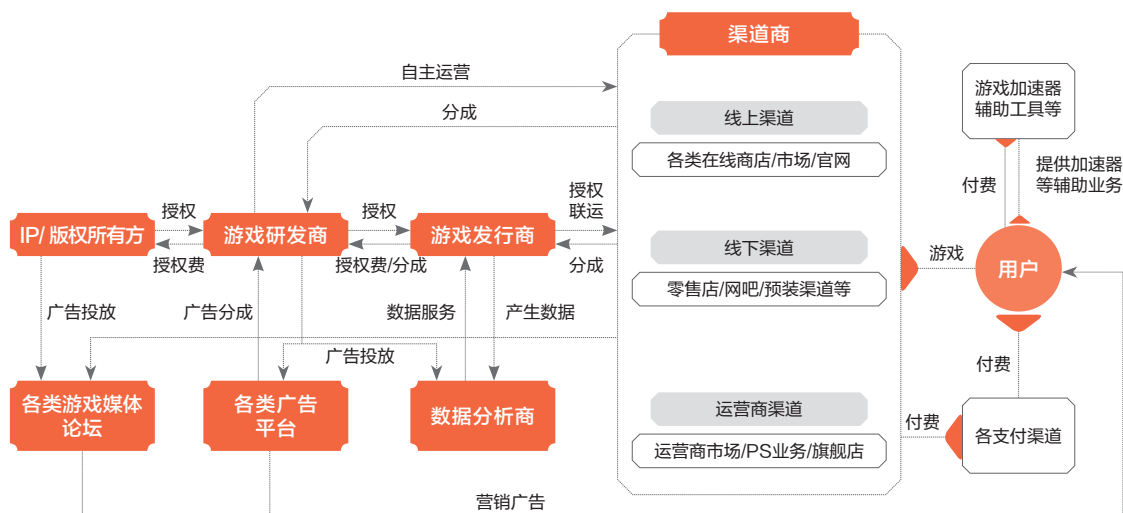 渠道商
自主运营
分成
线上渠道
各类在线商店/市场/官网
游戏加速器
辅助工具等
付费
提供加速器
等辅助业务
IP/ 版权所有方
授权
授权费
游戏研发商
授权
授权费/分成
游戏发行商
授权
联运
分成
线下渠道
零售店/网吧/预装渠道等
游戏
用户
广告投放
广告分成
数据服务
产生数据
广告投放
付费
各类游戏媒体
论坛
各类广告
平台
数据分析商
运营商渠道
运营商市场/PS业务/旗舰店
付费
各支付渠道
营销广告